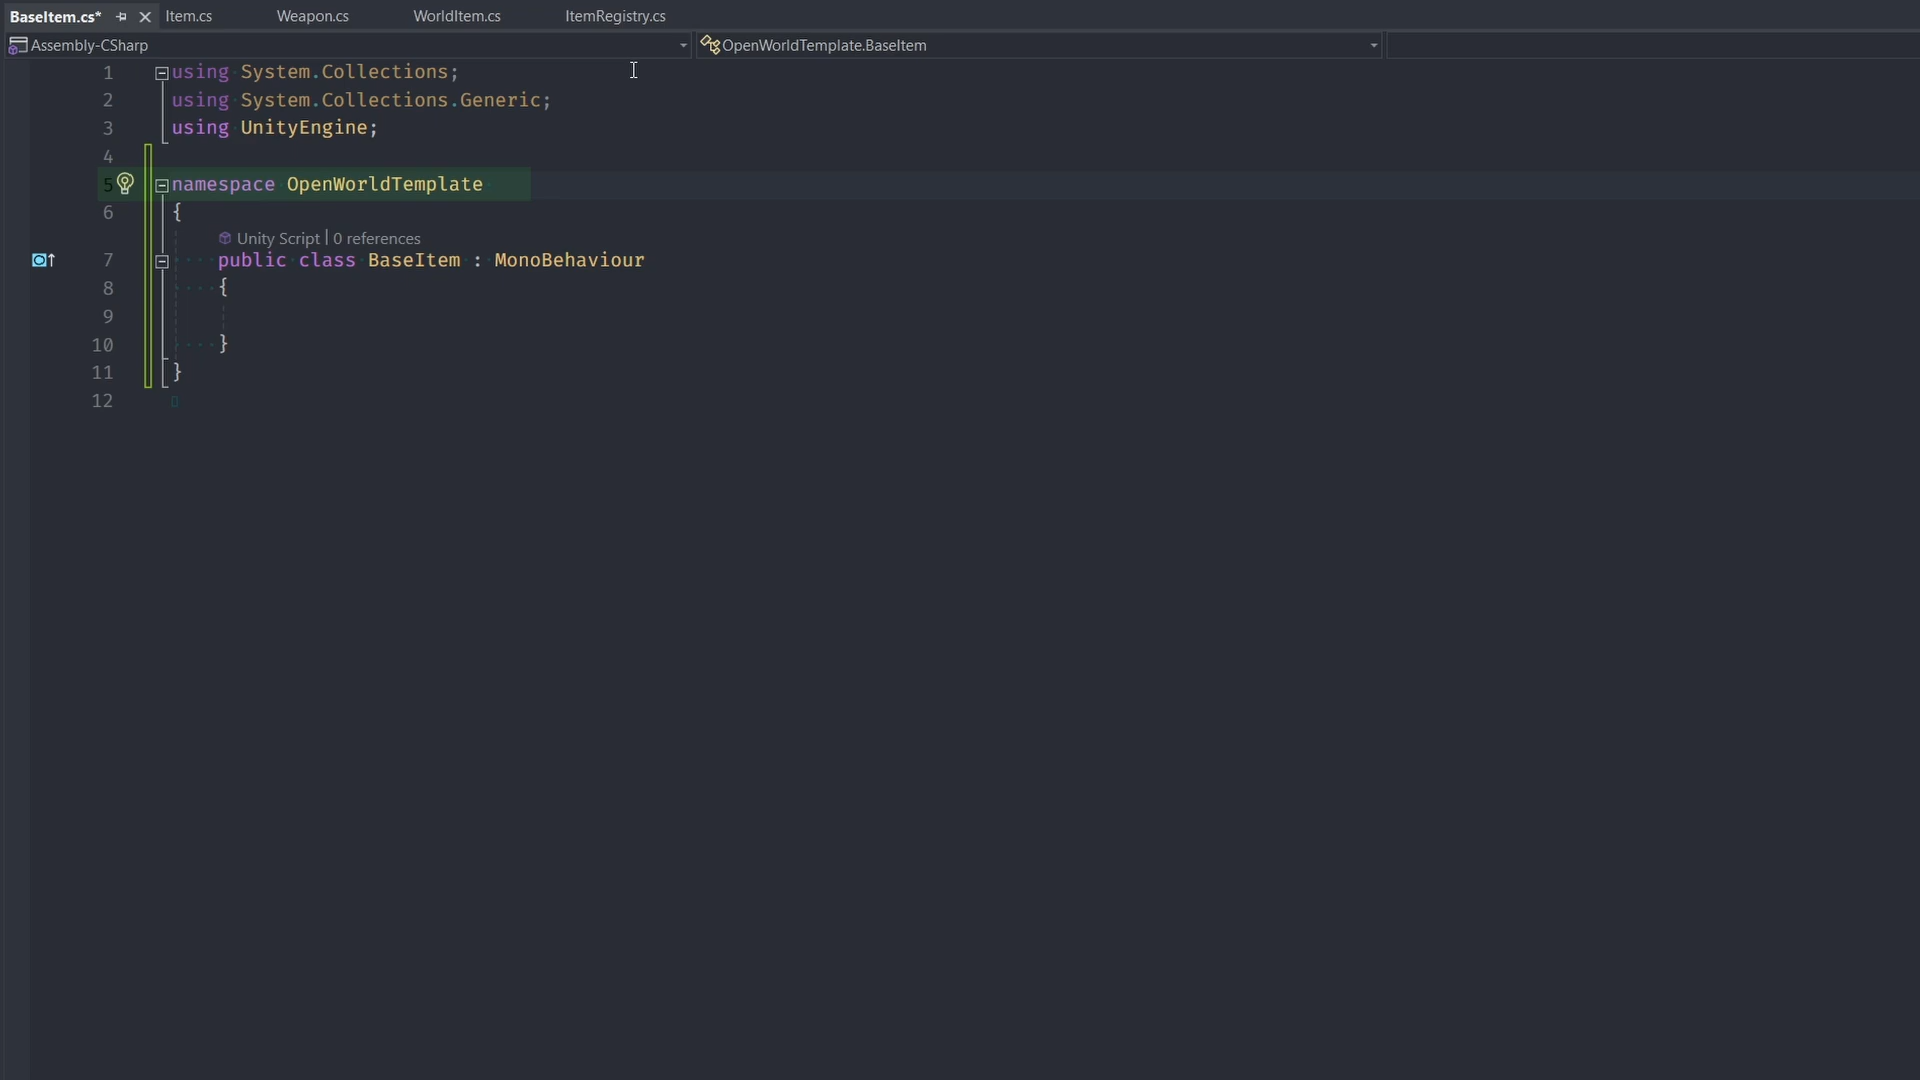 BaseItem.cs* Item.cs Weapon.cs WorldItem.cs ItemRegistry.cs
Assembly-CSharp OpenWorldTemplate.BaseItem
1 using System.Collections;
2 using System.Collections.Generic;
3 using UnityEngine;
4
5 namespace OpenWorldTemplate
6 {
Unity Script | 0 references
7 public class BaseItem : MonoBehaviour
8 {
9
10 }
11 }
12